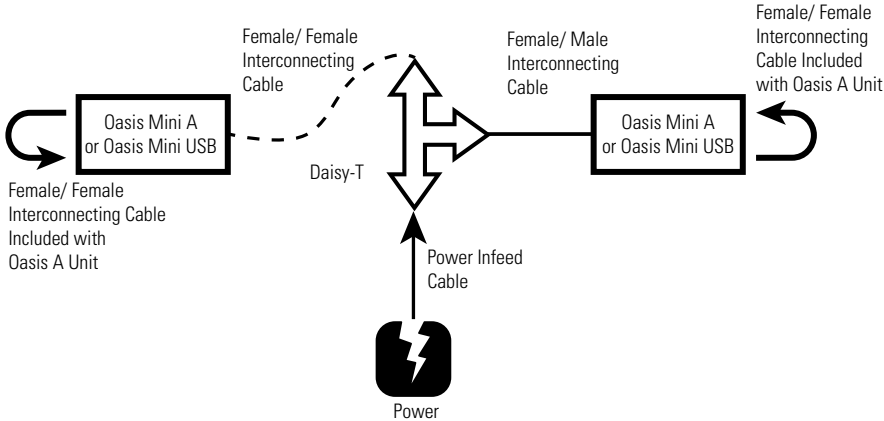 Female/ Female
Interconnecting
Cable
Female/ Male
Interconnecting
Cable
Female/ Female
Interconnecting
Cable Included
with Oasis A Unit
Oasis Mini A
or Oasis Mini USB
Oasis Mini A
or Oasis Mini USB
Daisy-T
Female/ Female
Interconnecting Cable
Included with
Oasis A Unit
Power Infeed
Cable
Power